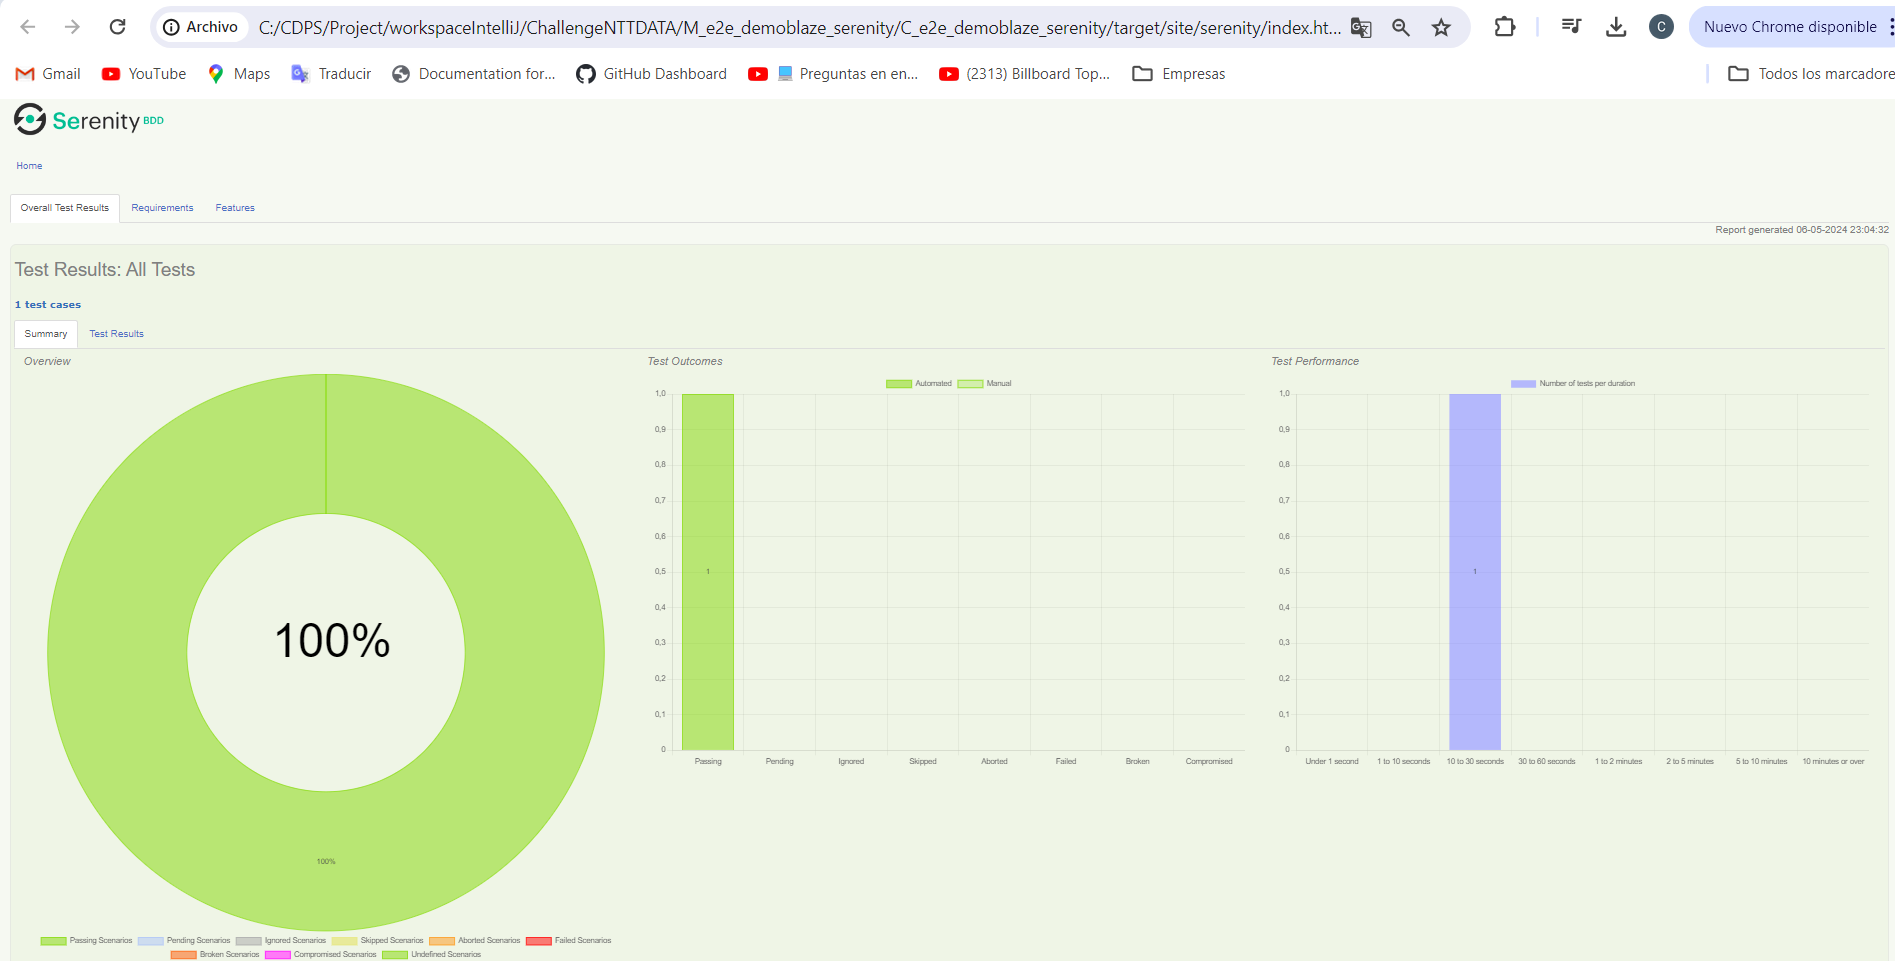 Archivo C:/CDPS/Project/workspaceIntelliJ/ChallengeNTTDATA/M_e2e_demoblaze_serenity/C_e2e_demoblaze_serenity/target/site/serenity/index.ht... C Nuevo Chrome disponible
Gmail YouTube Maps Traducir Documentation for... GitHub Dashboard Preguntas en en... (2313) Billboard Top... Empresas Todos los marcadore
Serenity BDD
Home
Overall Test Results Requirements Features
Report generated 06-05-2024 23:04:32
Test Results: All Tests
1 test cases
Summary Test Results
Overview
100%
100%
Passing Scenarios Pending Scenarios Ignored Scenarios Skipped Scenarios Aborted Scenarios Failed Scenarios
Broken Scenarios Compromised Scenarios Undefined Scenarios
Test Outcomes
Automated Manual
1,0
0,9
0,8
0,7
0,6
0,5
0,4
0,3
0,2
0,1
0
1
Passing Pending Ignored Skipped Aborted Failed Broken Compromised
Test Performance
Number of tests per duration
1,0
0,9
0,8
0,7
0,6
0,5
0,4
0,3
0,2
0,1
0
1
Under 1 second 1 to 10 seconds 10 to 30 seconds 30 to 60 seconds 1 to 2 minutes 2 to 5 minutes 5 to 10 minutes 10 minutes or over